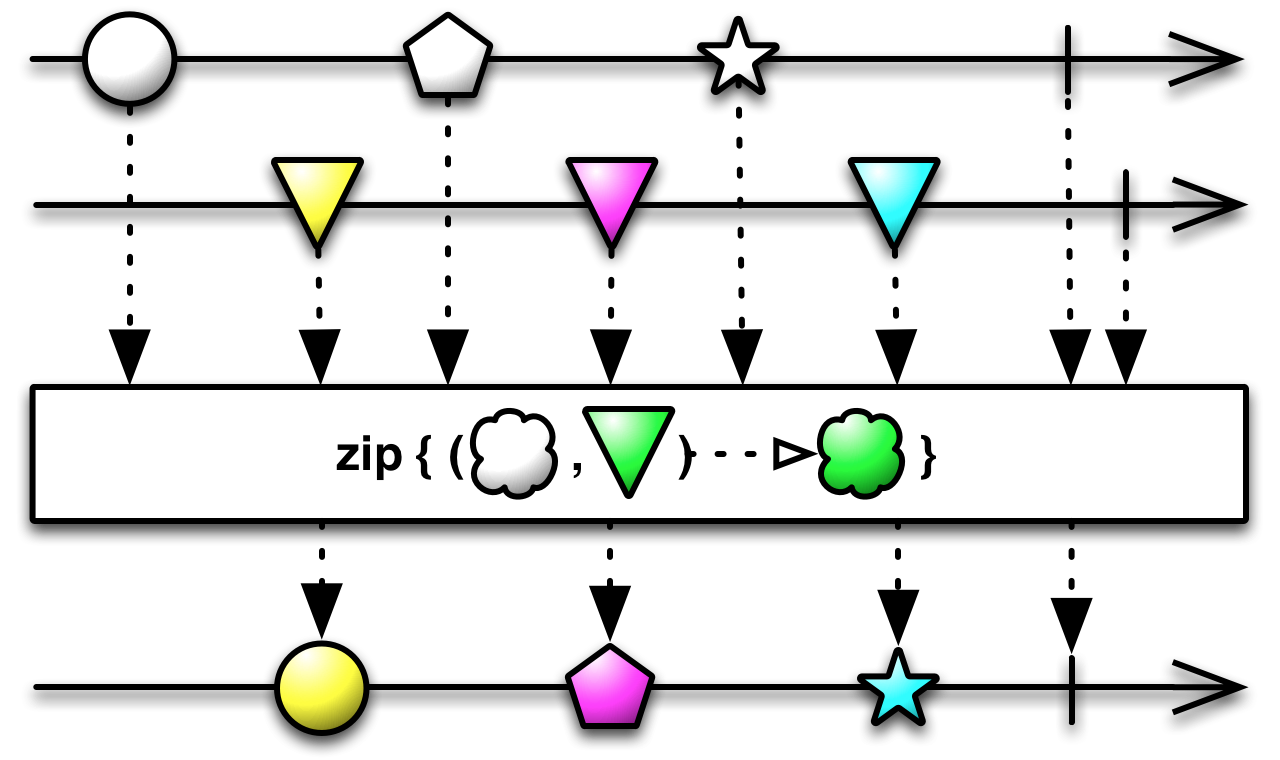 zip { ( , ) }